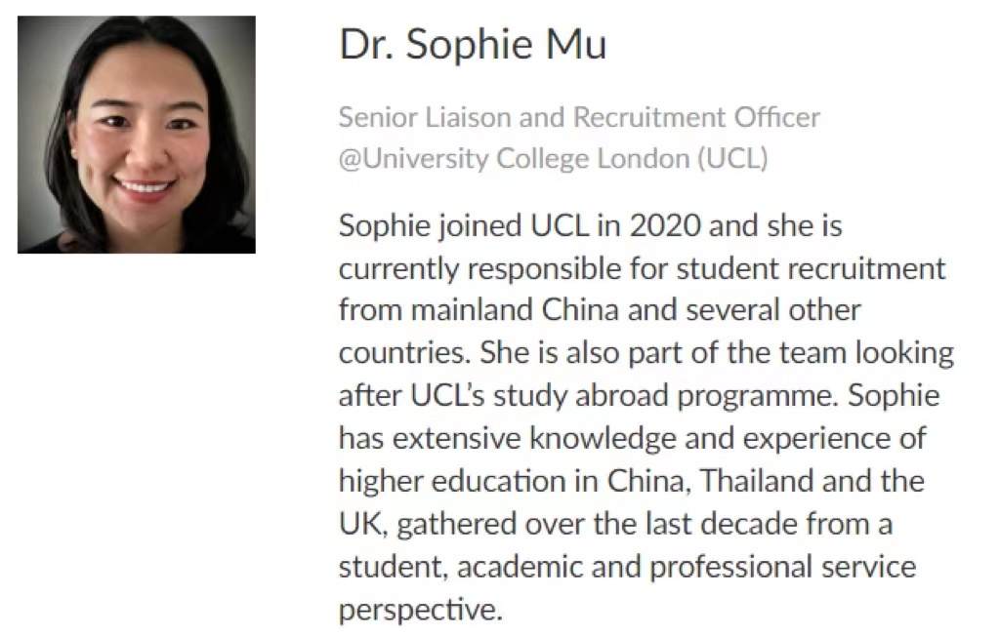 Dr. Sophie Mu
Senior Liaison and Recruitment Officer
@University College London (UCL)
Sophie joined UCL in 2020 and she is
currently responsible for student recruitment
from mainland China and several other
countries. She is also part of the team looking
after UCL’s study abroad programme. Sophie
has extensive knowledge and experience of
higher education in China, Thailand and the
UK, gathered over the last decade from a
student, academic and professional service
perspective.